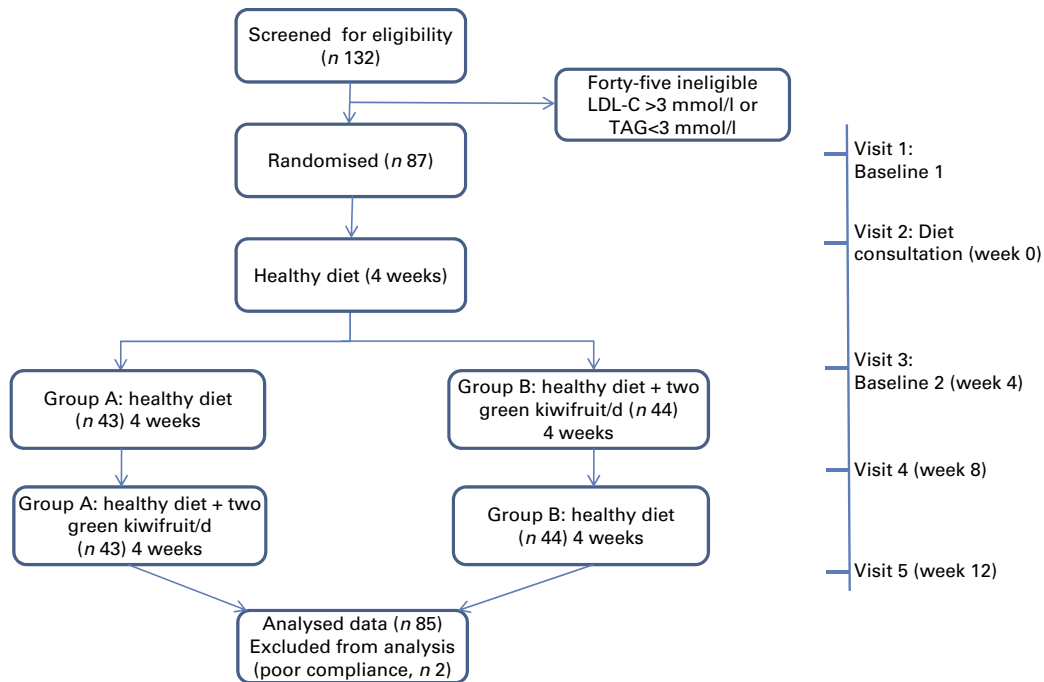 Screened for eligibility
(n 132)
Forty-five ineligible
LDL-C >3 mmol/l or
TAG<3 mmol/l
Randomised (n 87)
Healthy diet (4 weeks)
Group A: healthy diet
(n 43) 4 weeks
Group B: healthy diet + two
green kiwifruit/d (n 44)
4 weeks
Group A: healthy diet + two
green kiwifruit/d
(n 43) 4 weeks
Group B: healthy diet
(n 44) 4 weeks
Analysed data (n 85)
Excluded from analysis
(poor compliance, n 2)
Visit 1:
Baseline 1
Visit 2: Diet
consultation (week 0)
Visit 3:
Baseline 2 (week 4)
Visit 4 (week 8)
Visit 5 (week 12)